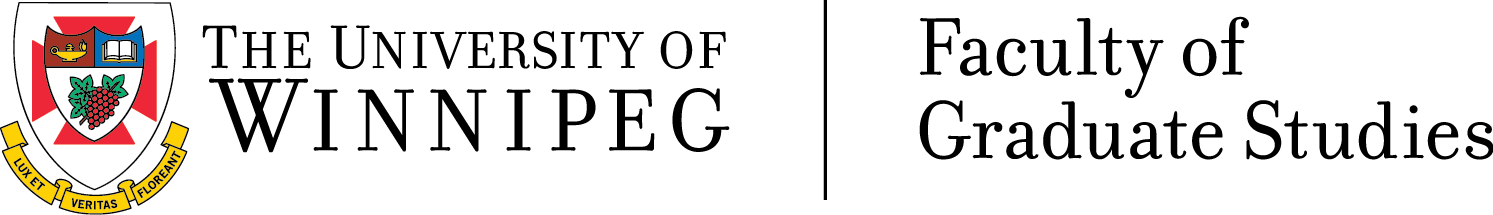 THE UNIVERSITY OF
WINNIPEG
LUX ET
VERITAS
FLOREANT
Faculty of
Graduate Studies